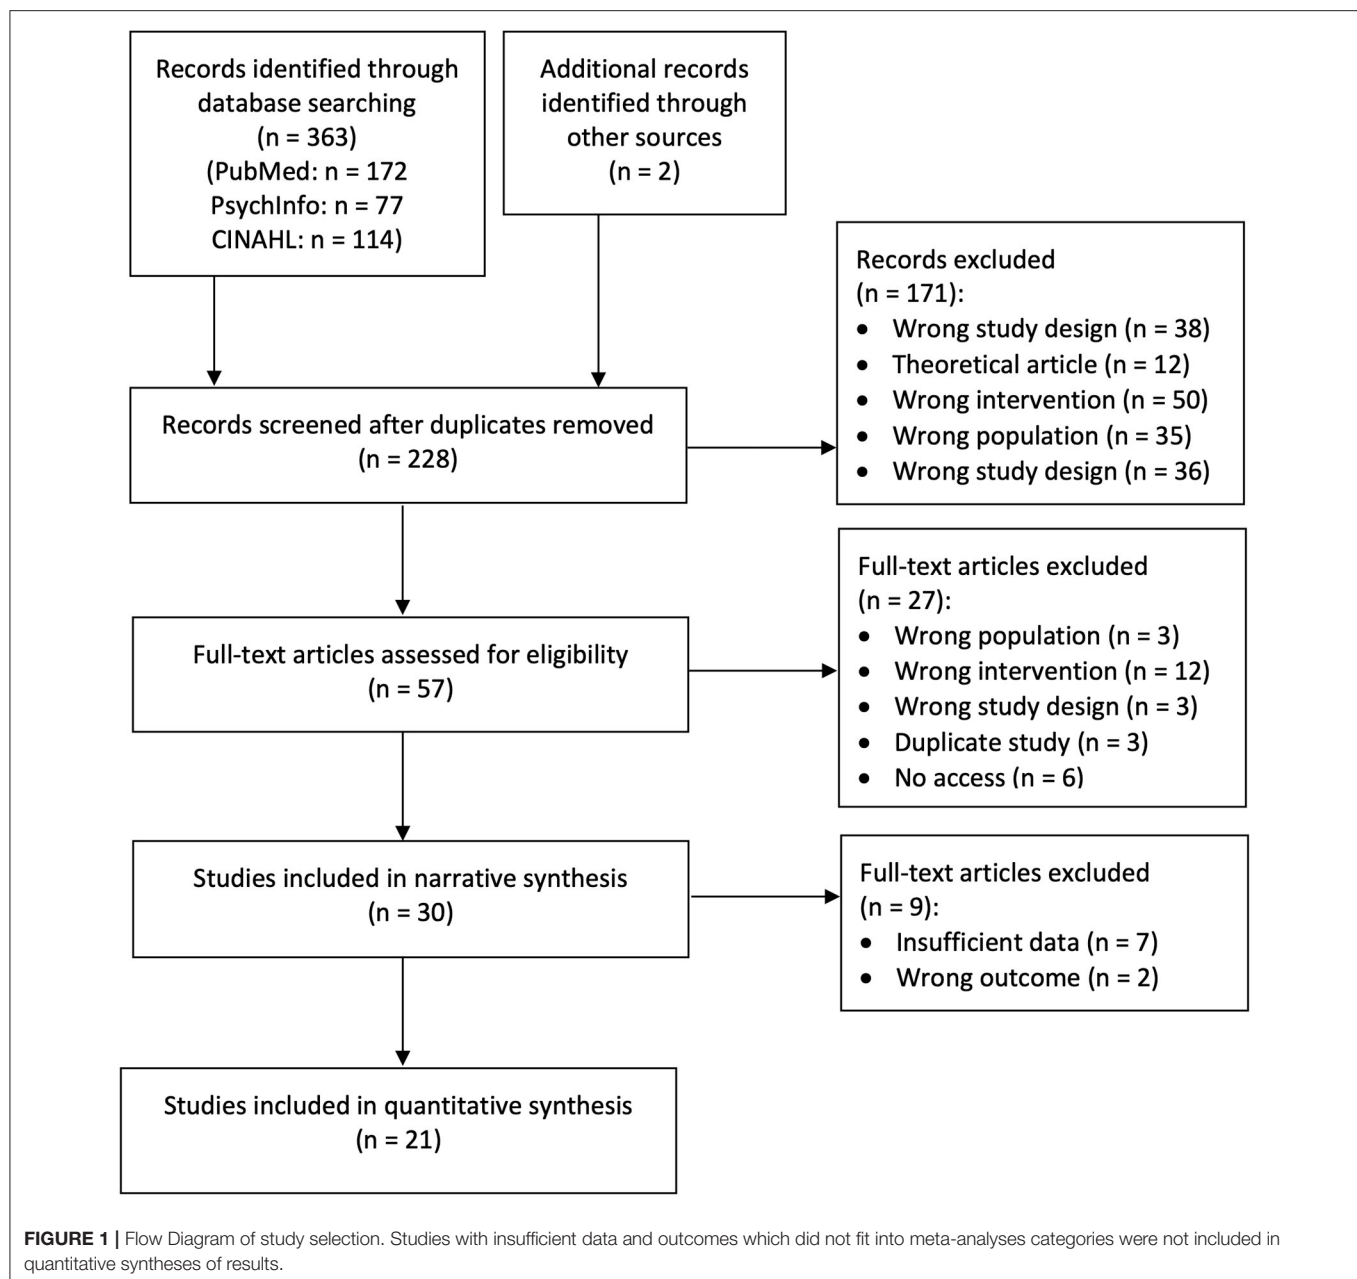 Records identified through
database searching
(n = 363)
(PubMed: n = 172
PsychInfo: n = 77
CINAHL: n = 114)
Additional records
identified through
other sources
(n = 2)
Records excluded
(n = 171):
• Wrong study design (n = 38)
• Theoretical article (n = 12)
• Wrong intervention (n = 50)
• Wrong population (n = 35)
• Wrong study design (n = 36)
Records screened after duplicates removed
(n = 228)
Full-text articles excluded
(n = 27):
• Wrong population (n = 3)
• Wrong intervention (n = 12)
• Wrong study design (n = 3)
• Duplicate study (n = 3)
• No access (n = 6)
Full-text articles assessed for eligibility
(n = 57)
Studies included in narrative synthesis
(n = 30)
Full-text articles excluded
(n = 9):
• Insufficient data (n = 7)
• Wrong outcome (n = 2)
Studies included in quantitative synthesis
(n = 21)
FIGURE 1 | Flow Diagram of study selection. Studies with insufficient data and outcomes which did not fit into meta-analyses categories were not included in
quantitative syntheses of results.